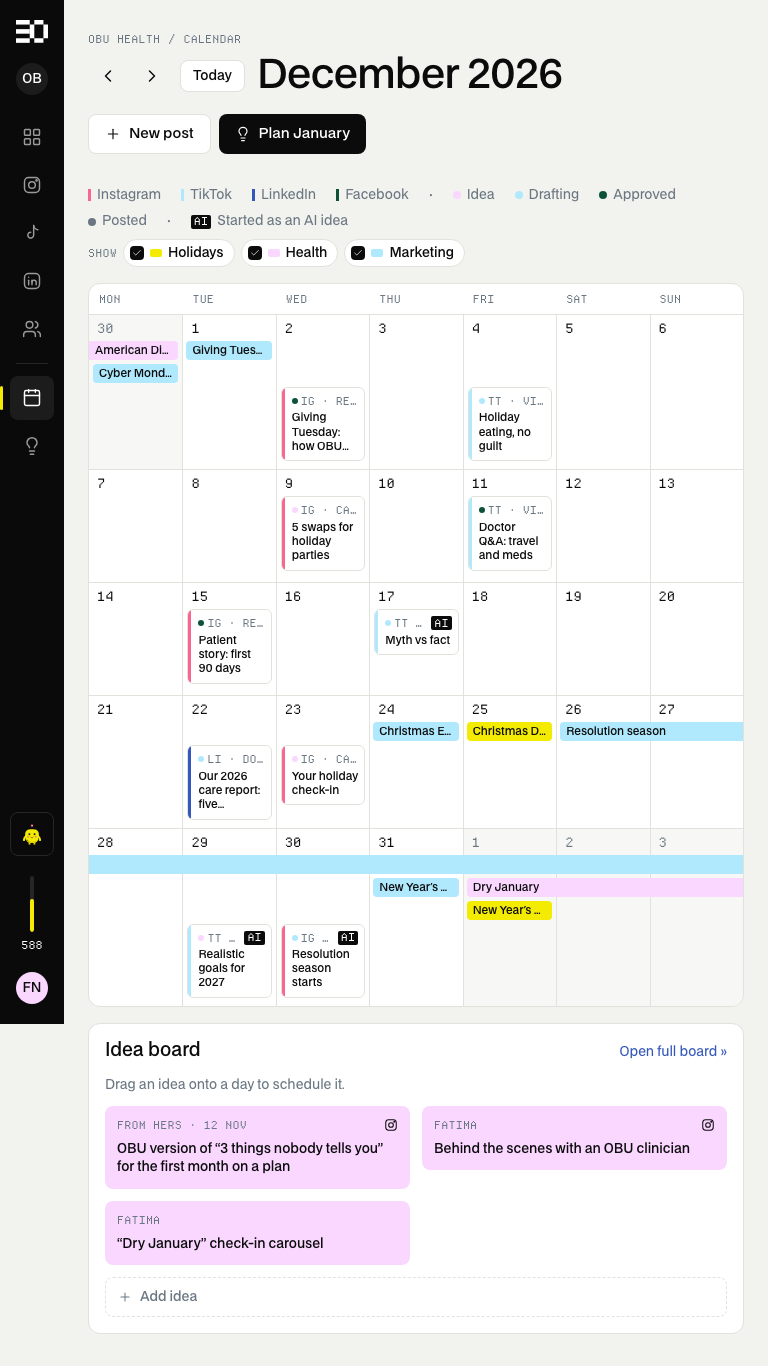 OBU HEALTH / CALENDAR
OB
Today
December 2026
New post
Plan January
Instagram
TikTok
LinkedIn
Facebook
·
Idea
Drafting
Approved
Posted
·
AI Started as an AI idea
SHOW
Holidays
Health
Marketing
MON TUE WED THU FRI SAT SUN
30 1 2 3 4 5 6
American Di…
Giving Tues…
Cyber Mond…
IG · RE…
Giving
Tuesday:
how OBU…
TT · VI…
Holiday
eating, no
guilt
7 8 9 10 11 12 13
IG · CA…
5 swaps for
holiday
parties
TT · VI…
Doctor
Q&A: travel
and meds
14 15 16 17 18 19 20
IG · RE…
Patient
story: first
90 days
TT … AI
Myth vs fact
21 22 23 24 25 26 27
Christmas E…
Christmas D…
Resolution season
LI · DO…
Our 2026
care report:
five…
IG · CA…
Your holiday
check-in
28 29 30 31 1 2 3
New Year's …
Dry January
New Year's …
TT … AI
Realistic
goals for
2027
IG … AI
Resolution
season
starts
588
FN
Idea board
Open full board »
Drag an idea onto a day to schedule it.
FROM HERS · 12 NOV
OBU version of “3 things nobody tells you”
for the first month on a plan
FATIMA
Behind the scenes with an OBU clinician
FATIMA
“Dry January” check-in carousel
Add idea